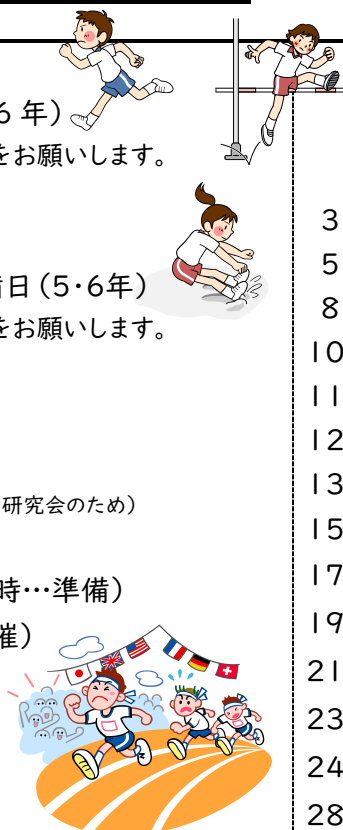 6年）
をお願いします。
日（5・6年）
をお願いします。
研究会のため）
時…準備）
催）
3
5
8
10
11
12
13
15
17
19
21
23
24
28